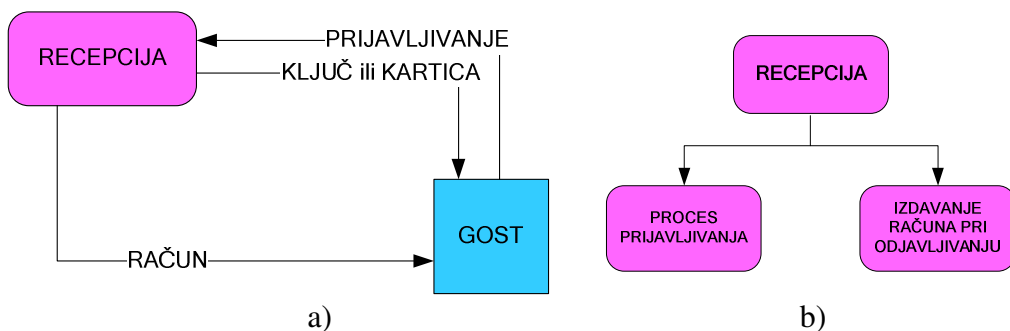 RECEPCIJA
PRIJAVLJIVANJE
KLJUČ ili KARTICA
GOST
RAČUN
a)
RECEPCIJA
PROCES
PRIJAVLJIVANJA
IZDAVANJE
RAČUNA PRI
ODJAVLJIVANJU
b)